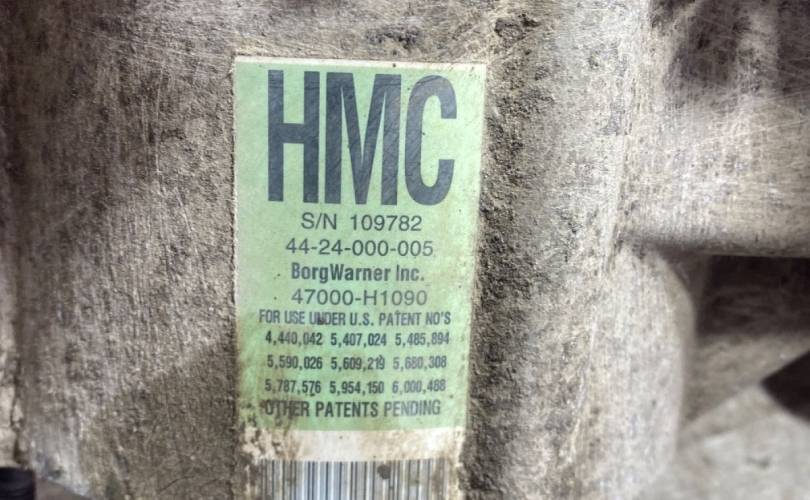 HMC
S/N 109782
44-24-000-005
BorgWarner Inc.
47000-H1090
FOR USE UNDER U.S. PATENT NO'S
4,440,042 5,407,024 5,485,894
5,590,026 5,609,219 5,680,308
5,787,576 5,954,150 6,000,488
OTHER PATENTS PENDING